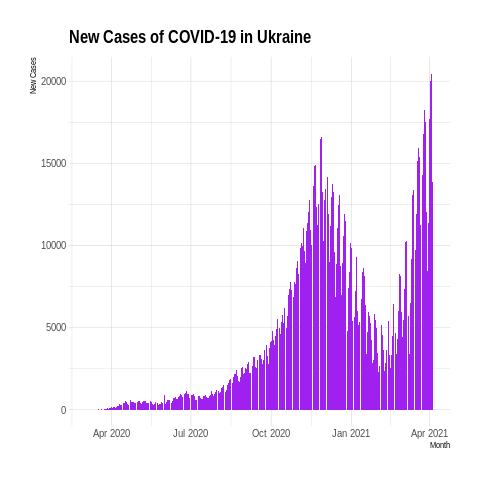 New Cases of COVID-19 in Ukraine
New Cases
20000
15000
10000
5000
0
Apr 2020
Jul 2020
Oct 2020
Jan 2021
Apr 2021
Month